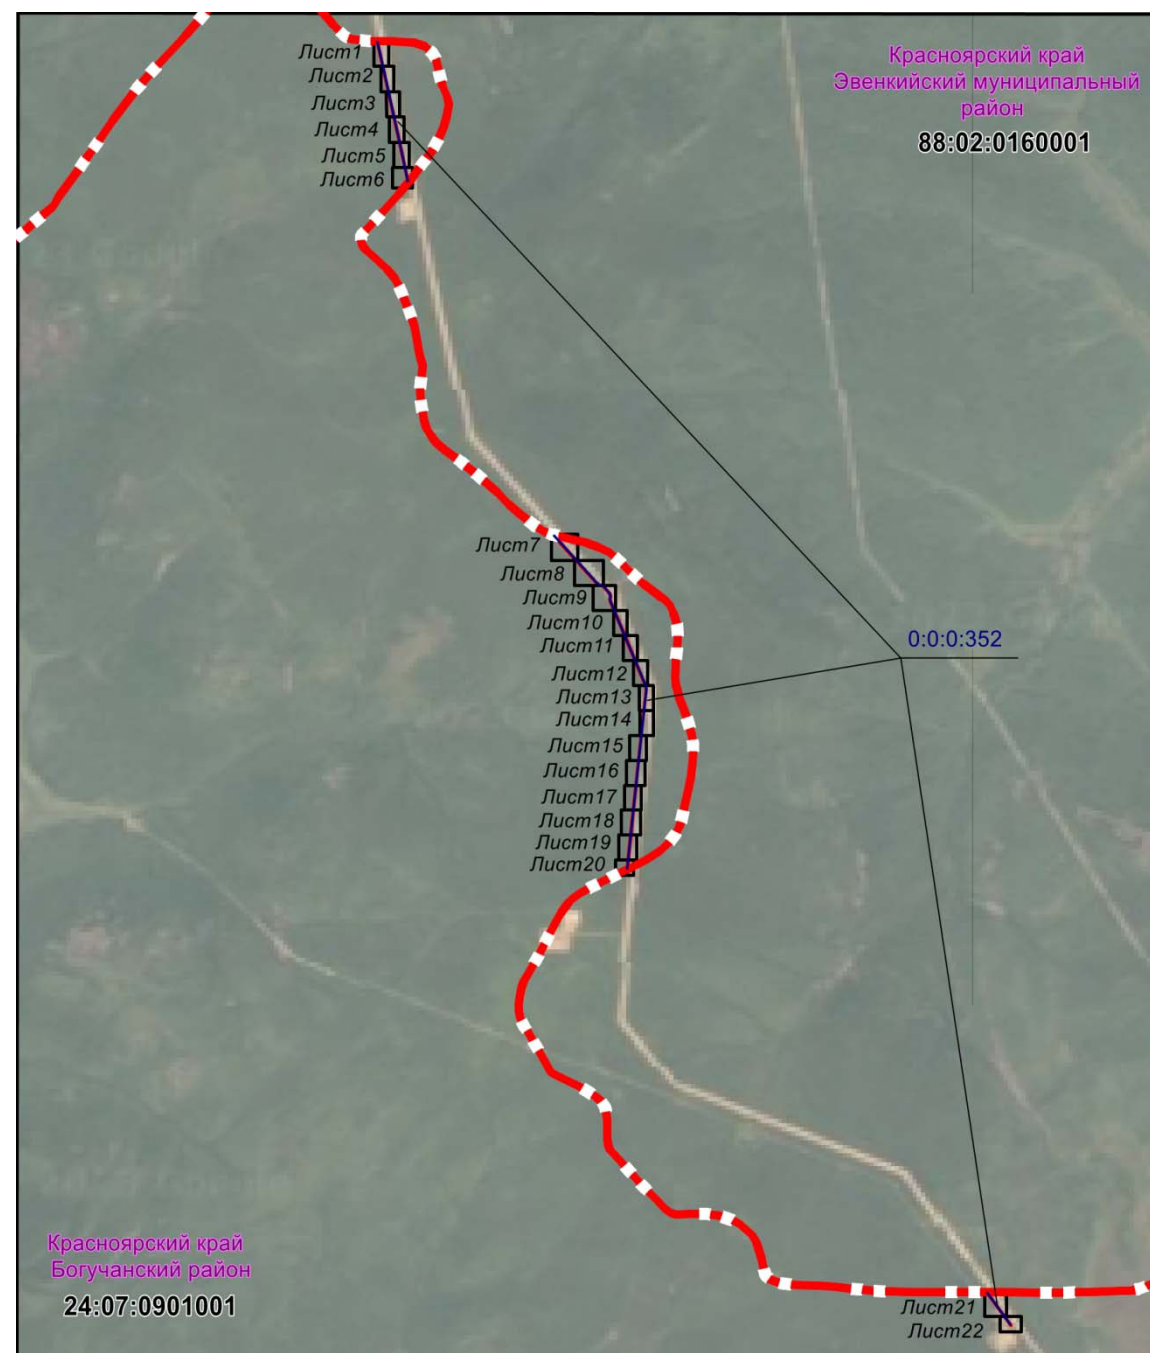 Лист1
Лист2
Лист3
Лист4
Лист5
Лист6
Красноярский край
Эвенкийский муниципальный
район
88:02:0160001
Лист7
Лист8
Лист9
Лист10
Лист11
Лист12
Лист13
Лист14
Лист15
Лист16
Лист17
Лист18
Лист19
Лист20
0:0:0:352
Красноярский край
Богучанский район
24:07:0901001
Лист21
Лист22